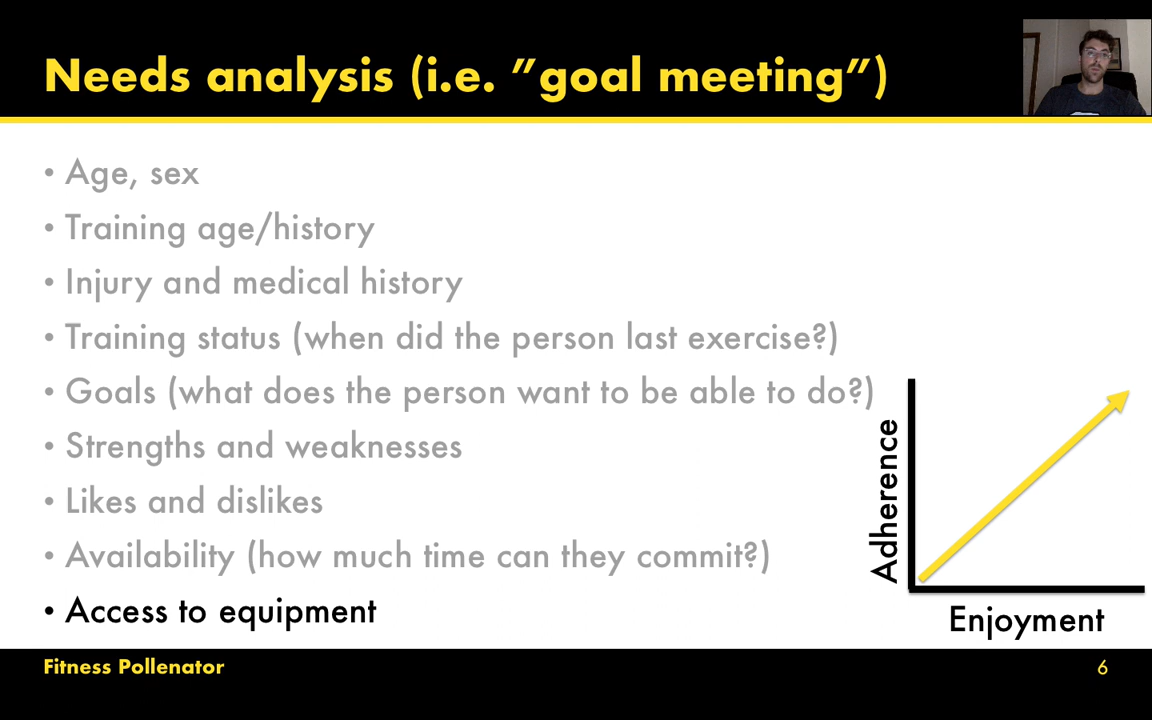 Needs analysis (i.e. ”goal meeting”)
• Age, sex
• Training age/history
• Injury and medical history
• Training status (when did the person last exercise?)
• Goals (what does the person want to be able to do?)
• Strengths and weaknesses
• Likes and dislikes
• Availability (how much time can they commit?)
• Access to equipment
Adherence
Enjoyment
Fitness Pollenator
6